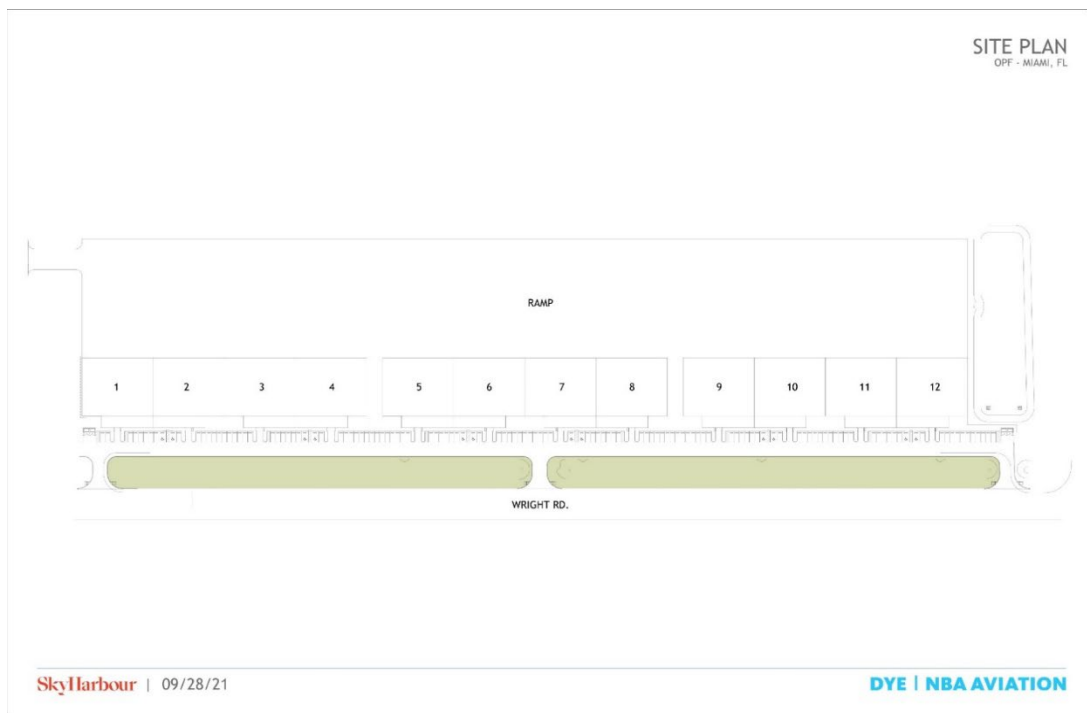 SITE PLAN
OPF - MIAMI, FL
RAMP
1 2 3 4 5 6 7 8 9 10 11 12
WRIGHT RD.
SkyHarbour | 09/28/21
DYE | NBA AVIATION